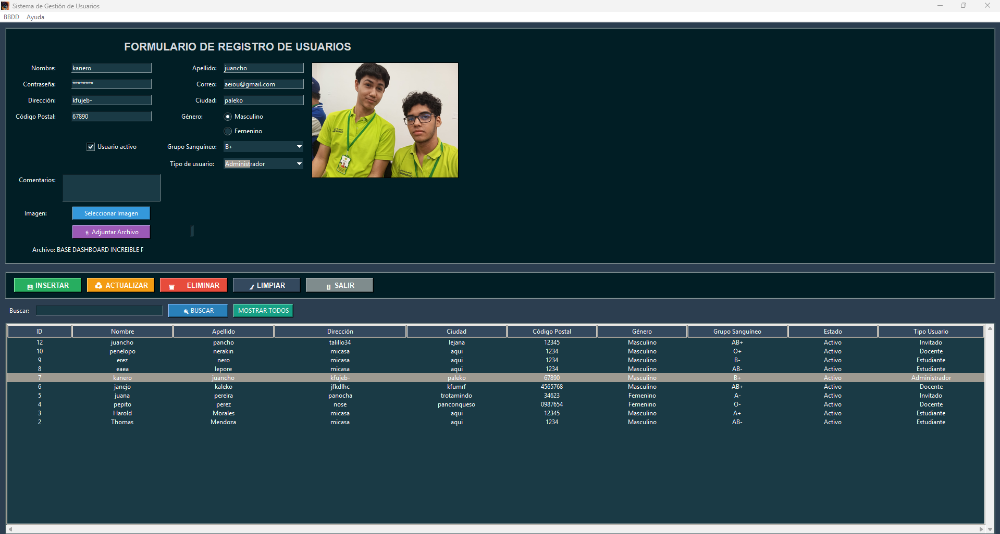 Sistema de Gestión de Usuarios
BBDD Ayuda
FORMULARIO DE REGISTRO DE USUARIOS
Nombre: kanero Apellido: juancho
Contraseña: ******** Correo: aeiou@gmail.com
Dirección: kfujeb- Ciudad: paleko
Código Postal: 67890 Género: Masculino
Femenino
Usuario activo Grupo Sanguíneo: B+
Tipo de usuario: Administrador
Comentarios:
Imagen: Seleccionar Imagen
Adjuntar Archivo
Archivo: BASE DASHBOARD INCREIBLE P
INSERTAR ACTUALIZAR ELIMINAR LIMPIAR SALIR
Buscar: BUSCAR MOSTRAR TODOS
ID Nombre Apellido Dirección Ciudad Código Postal Género Grupo Sanguíneo Estado Tipo Usuario
12 juancho pancho talillo34 lejana 12345 Masculino AB+ Activo Invitado
10 penelopo nerakin micasa aqui 1234 Masculino O+ Activo Docente
9 erez nero micasa aqui 1234 Masculino B- Activo Estudiante
8 eaea lepore micasa aqui 1234 Masculino AB- Activo Estudiante
7 kanero juancho kfujeb- paleko 67890 Masculino B+ Activo Administrador
6 janejo kaleko jfkdlhc kfumrf 4565768 Masculino AB+ Activo Docente
5 juana pereira panocha trotamindo 34623 Femenino A- Activo Invitado
4 pepito perez nose panconqueso 0987654 Femenino O- Activo Docente
3 Harold Morales micasa aqui 12345 Masculino A+ Activo Estudiante
2 Thomas Mendoza micasa aqui 1234 Masculino AB- Activo Estudiante